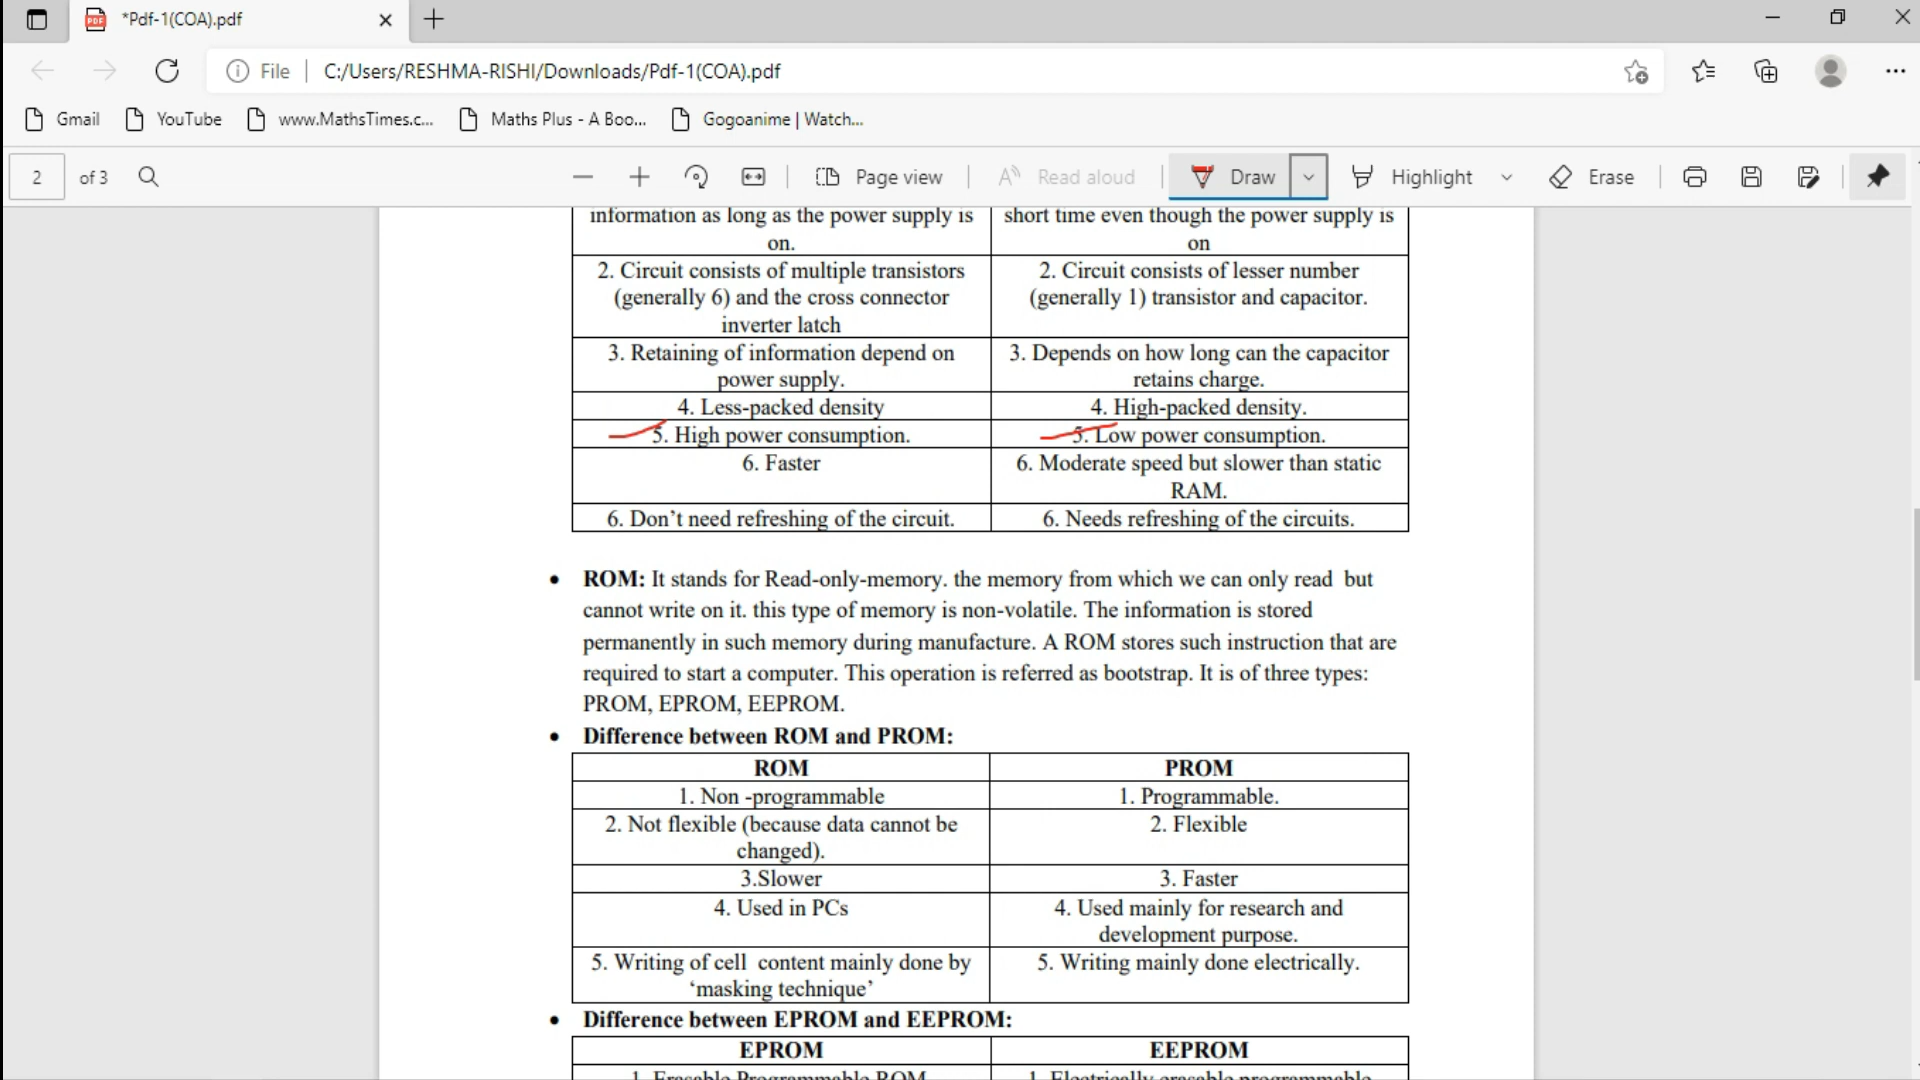 *Pdf-1(COA).pdf
File C:/Users/RESHMA-RISHI/Downloads/Pdf-1(COA).pdf
Gmail YouTube www.MathsTimes.c... Maths Plus - A Boo... Gogoanime | Watch...
2 of 3 Page view Read aloud Draw Highlight Erase
information as long as the power supply is on.
short time even though the power supply is on
2. Circuit consists of multiple transistors
(generally 6) and the cross connector
inverter latch
2. Circuit consists of lesser number
(generally 1) transistor and capacitor.
3. Retaining of information depend on
power supply.
3. Depends on how long can the capacitor
retains charge.
4. Less-packed density
4. High-packed density.
5. High power consumption.
5. Low power consumption.
6. Faster
6. Moderate speed but slower than static
RAM.
6. Don't need refreshing of the circuit.
6. Needs refreshing of the circuits.
• ROM: It stands for Read-only-memory. the memory from which we can only read but
cannot write on it. this type of memory is non-volatile. The information is stored
permanently in such memory during manufacture. A ROM stores such instruction that are
required to start a computer. This operation is referred as bootstrap. It is of three types:
PROM, EPROM, EEPROM.
• Difference between ROM and PROM:
ROM
PROM
1. Non -programmable
1. Programmable.
2. Not flexible (because data cannot be
changed).
2. Flexible
3.Slower
3. Faster
4. Used in PCs
4. Used mainly for research and
development purpose.
5. Writing of cell content mainly done by
‘masking technique’
5. Writing mainly done electrically.
• Difference between EPROM and EEPROM:
EPROM
EEPROM
1. Erasable Programmable ROM
1. Electrically erasable programmable